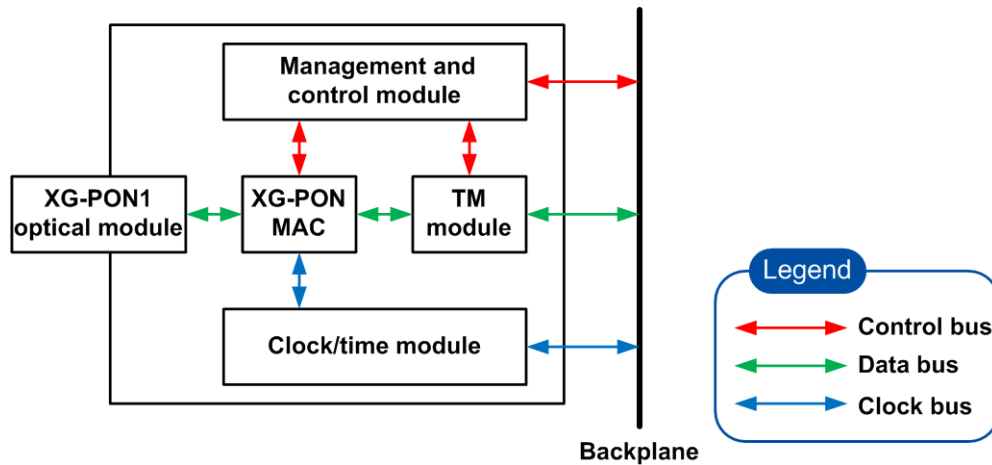 Management and
control module
XG-PON1
optical module
XG-PON
MAC
TM
module
Clock/time module
Backplane
Legend
Control bus
Data bus
Clock bus